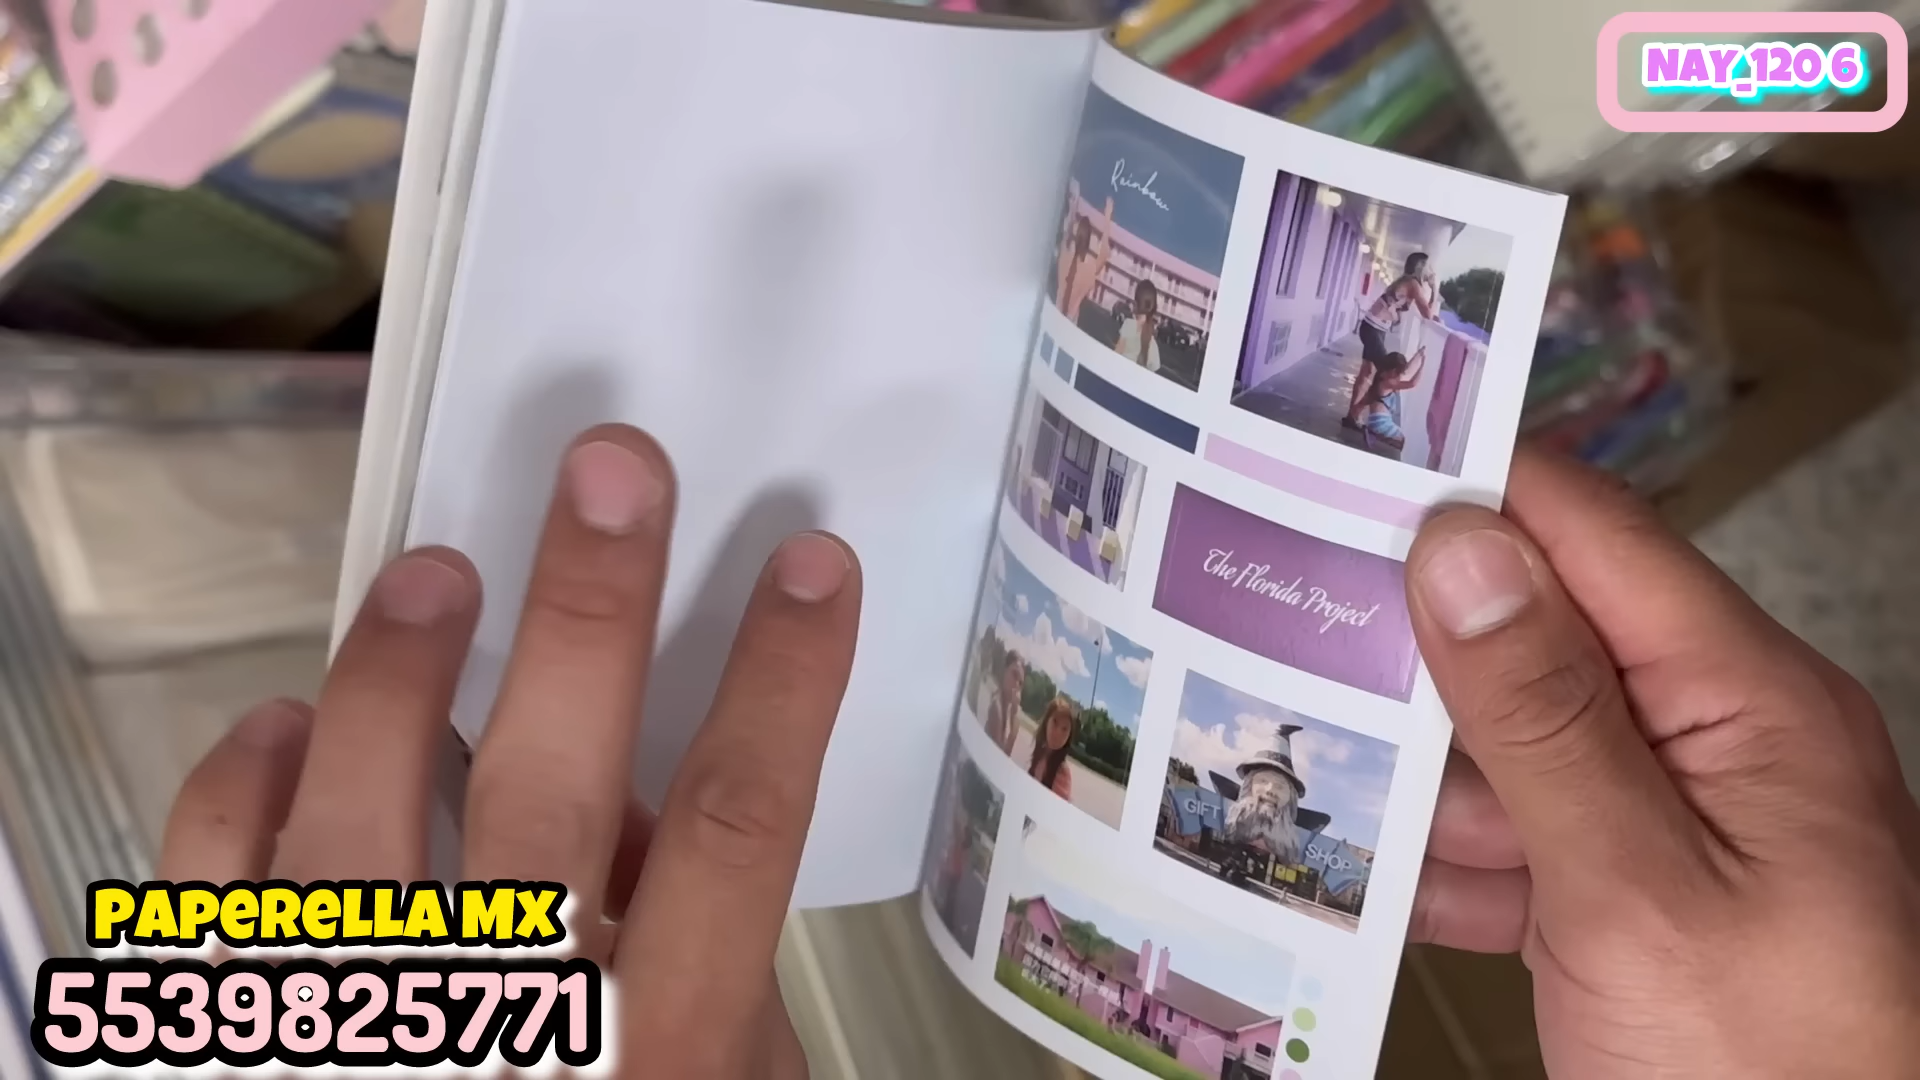 NAY_1206
Rainbow
The Florida Project
GIFT
SHOP
PAPERELLA MX
5539825771